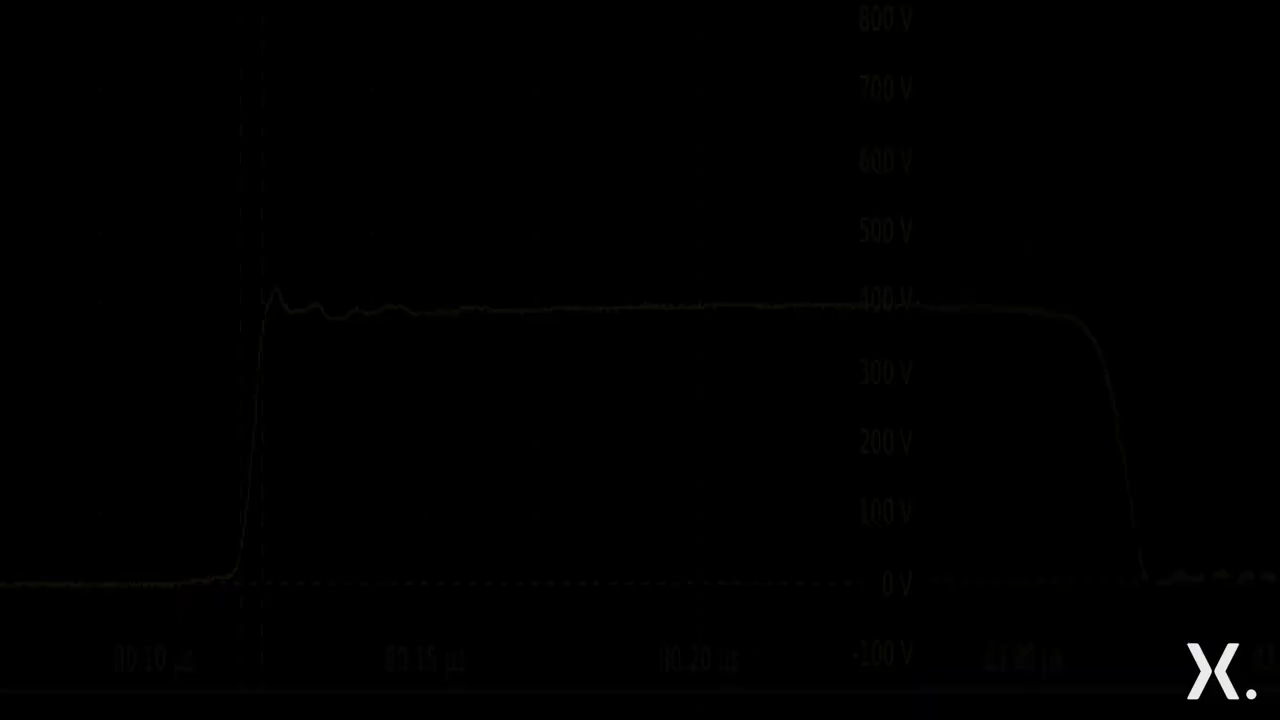 800 V
700 V
600 V
500 V
400 V
300 V
200 V
100 V
0 V
-100 V
X.